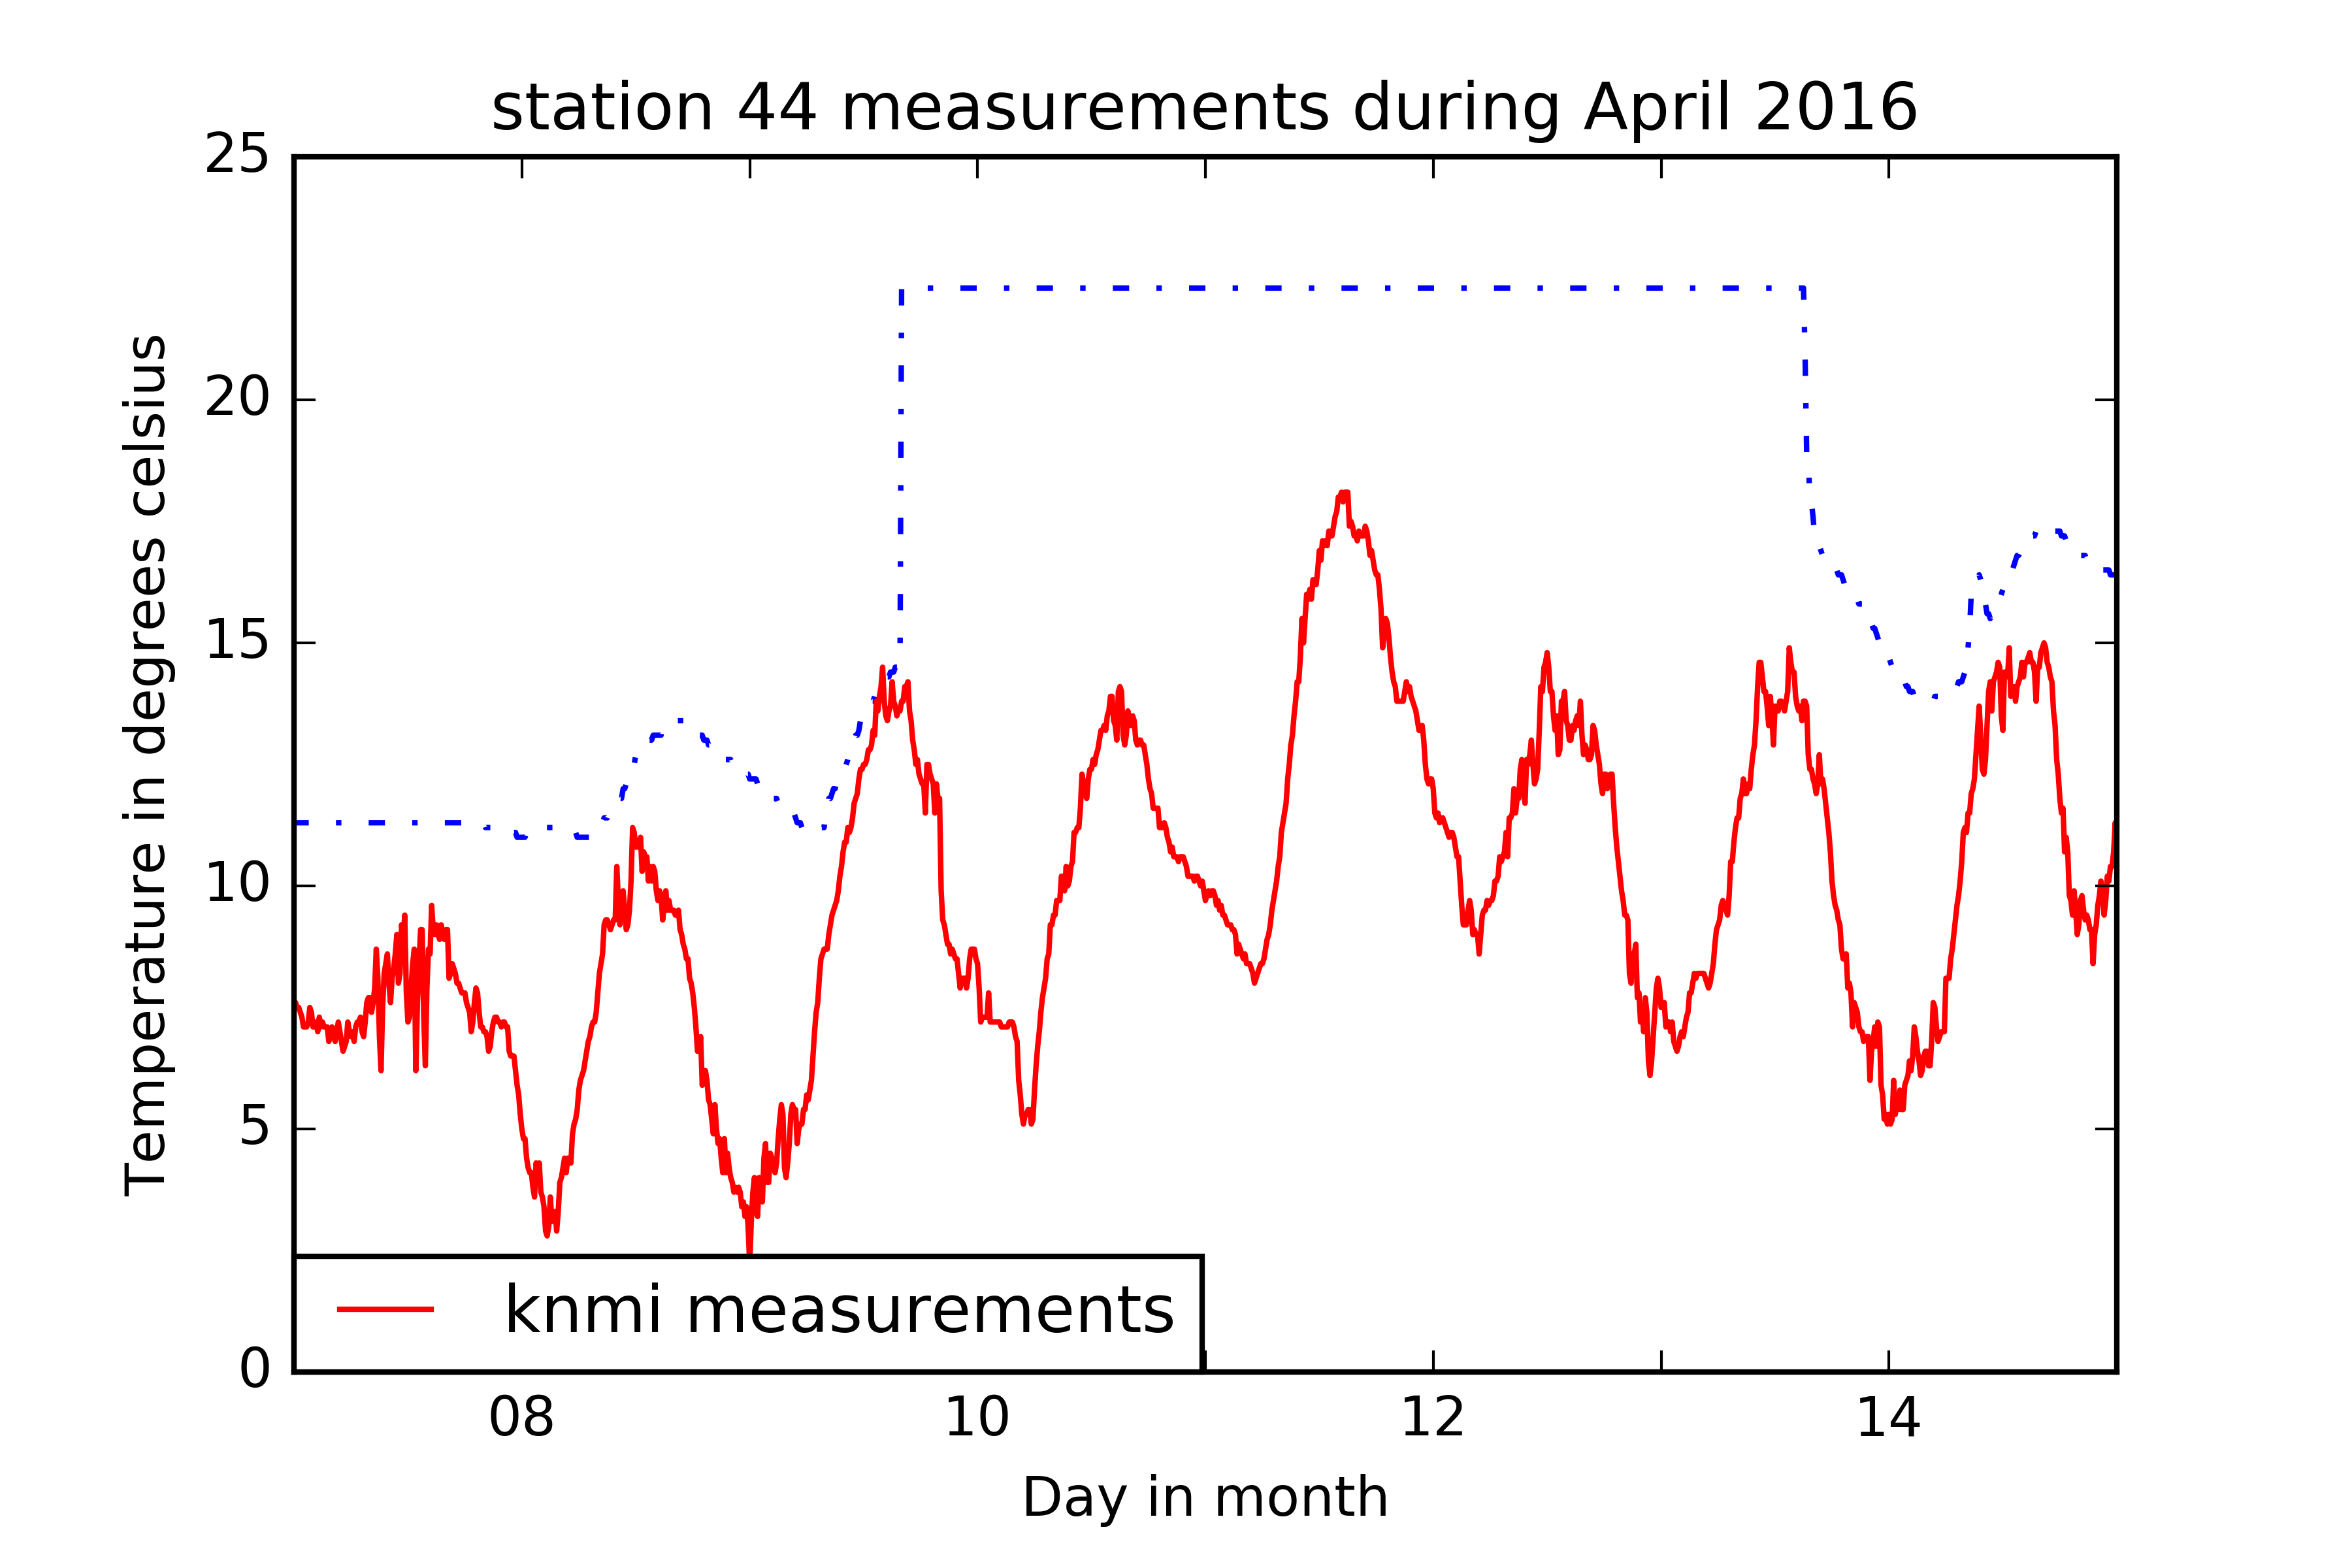 station 44 measurements during April 2016
25
20
15
10
5
0
Temperature in degrees celsius
knmi measurements
08 10 12 14
Day in month